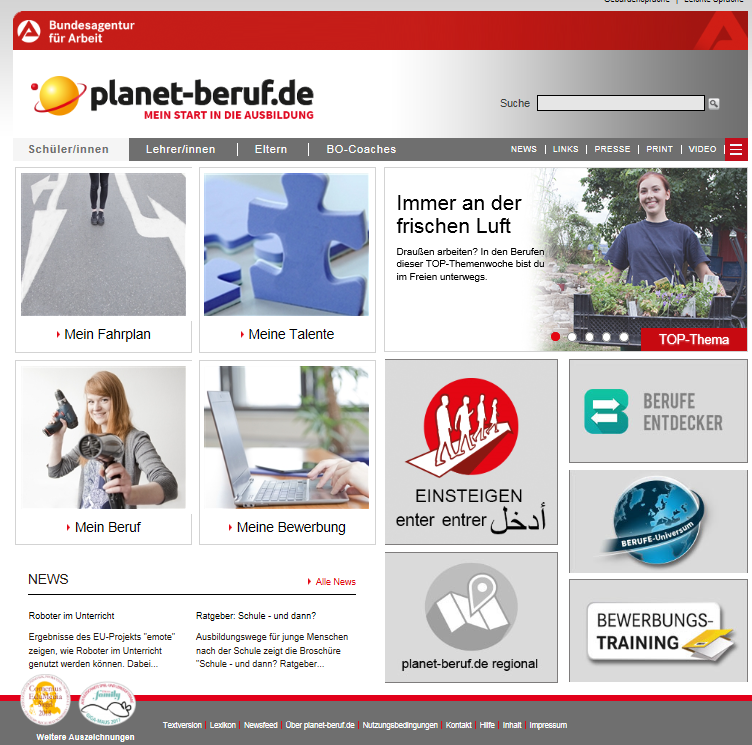 Gebärdensprache | Leichte Sprache
Bundesagentur
für Arbeit
planet-beruf.de
MEIN START IN DIE AUSBILDUNG
Suche
Schüler/innen | Lehrer/innen | Eltern | BO-Coaches
NEWS | LINKS | PRESSE | PRINT | VIDEO
Mein Fahrplan
Meine Talente
Immer an der
frischen Luft
Draußen arbeiten? In den Berufen
dieser TOP-Themenwoche bist du
im Freien unterwegs.
TOP-Thema
Mein Beruf
Meine Bewerbung
EINSTEIGEN
enter entrer أدخل
BERUFE
ENTDECKER
BERUFE-Universum
planet-beruf.de regional
BEWERBUNGS-
TRAINING
NEWS
Alle News
Roboter im Unterricht
Ergebnisse des EU-Projekts "emote"
zeigen, wie Roboter im Unterricht
genutzt werden können. Dabei...
Ratgeber: Schule - und dann?
Ausbildungswege für junge Menschen
nach der Schule zeigt die Broschüre
"Schule - und dann? Ratgeber...
Comenius
EduMedia
Siegel
family
Weitere Auszeichnungen
Textversion | Lexikon | Newsfeed | Über planet-beruf.de | Nutzungsbedingungen | Kontakt | Hilfe | Inhalt | Impressum